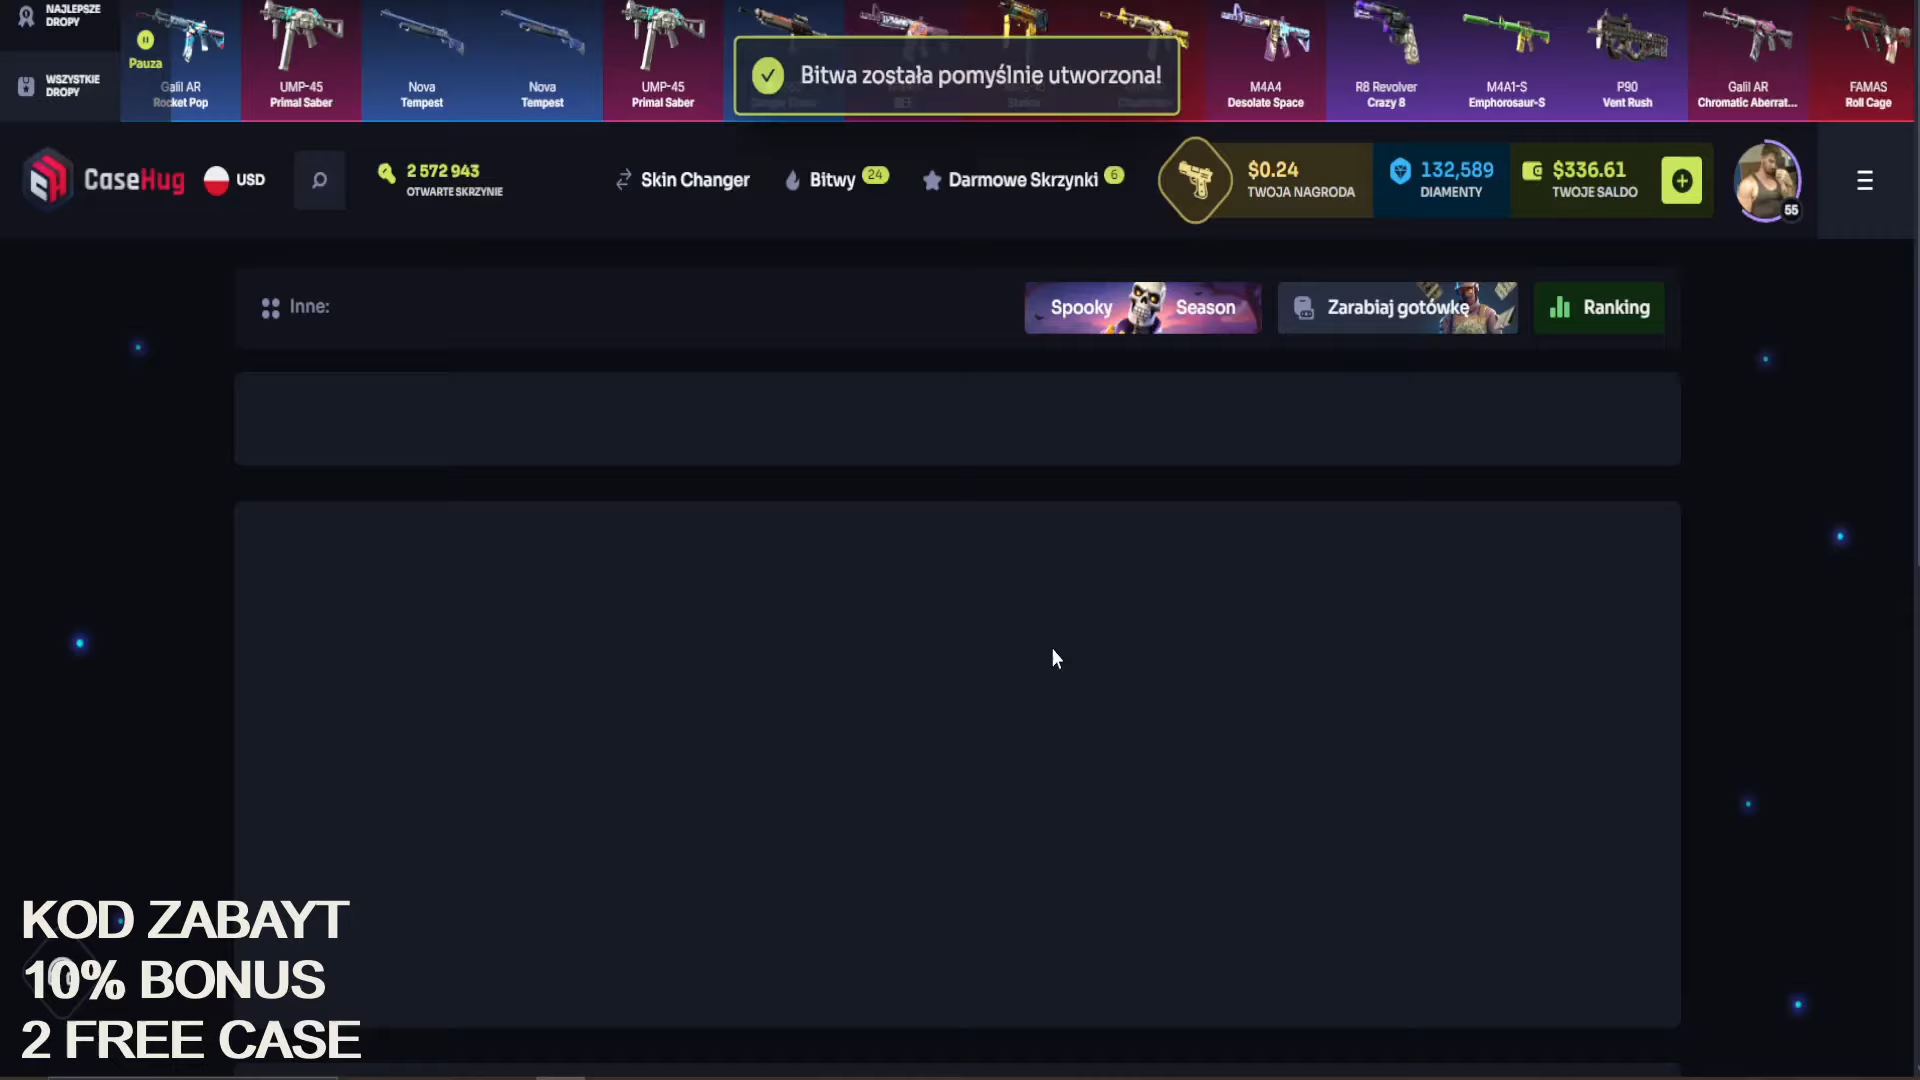 NAJLEPSZE
DROPY
WSZYSTKIE
DROPY
Pauza
Galil AR
Rocket Pop
UMP-45
Primal Saber
Nova
Tempest
Nova
Tempest
UMP-45
Primal Saber
Bitwa została pomyślnie utworzona!
M4A4
Desolate Space
R8 Revolver
Crazy 8
M4A1-S
Emphorosaur-S
P90
Vent Rush
Galil AR
Chromatic Aberrat...
FAMAS
Roll Cage
CaseHug
USD
2 572 943
OTWARTE SKRZYNIE
Skin Changer
Bitwy 24
Darmowe Skrzynki 6
$0.24
TWOJA NAGRODA
132,589
DIAMENTY
$336.61
TWOJE SALDO
55
Inne:
Spooky Season
Zarabiaj gotówkę
Ranking
KOD ZABAYT
10% BONUS
2 FREE CASE